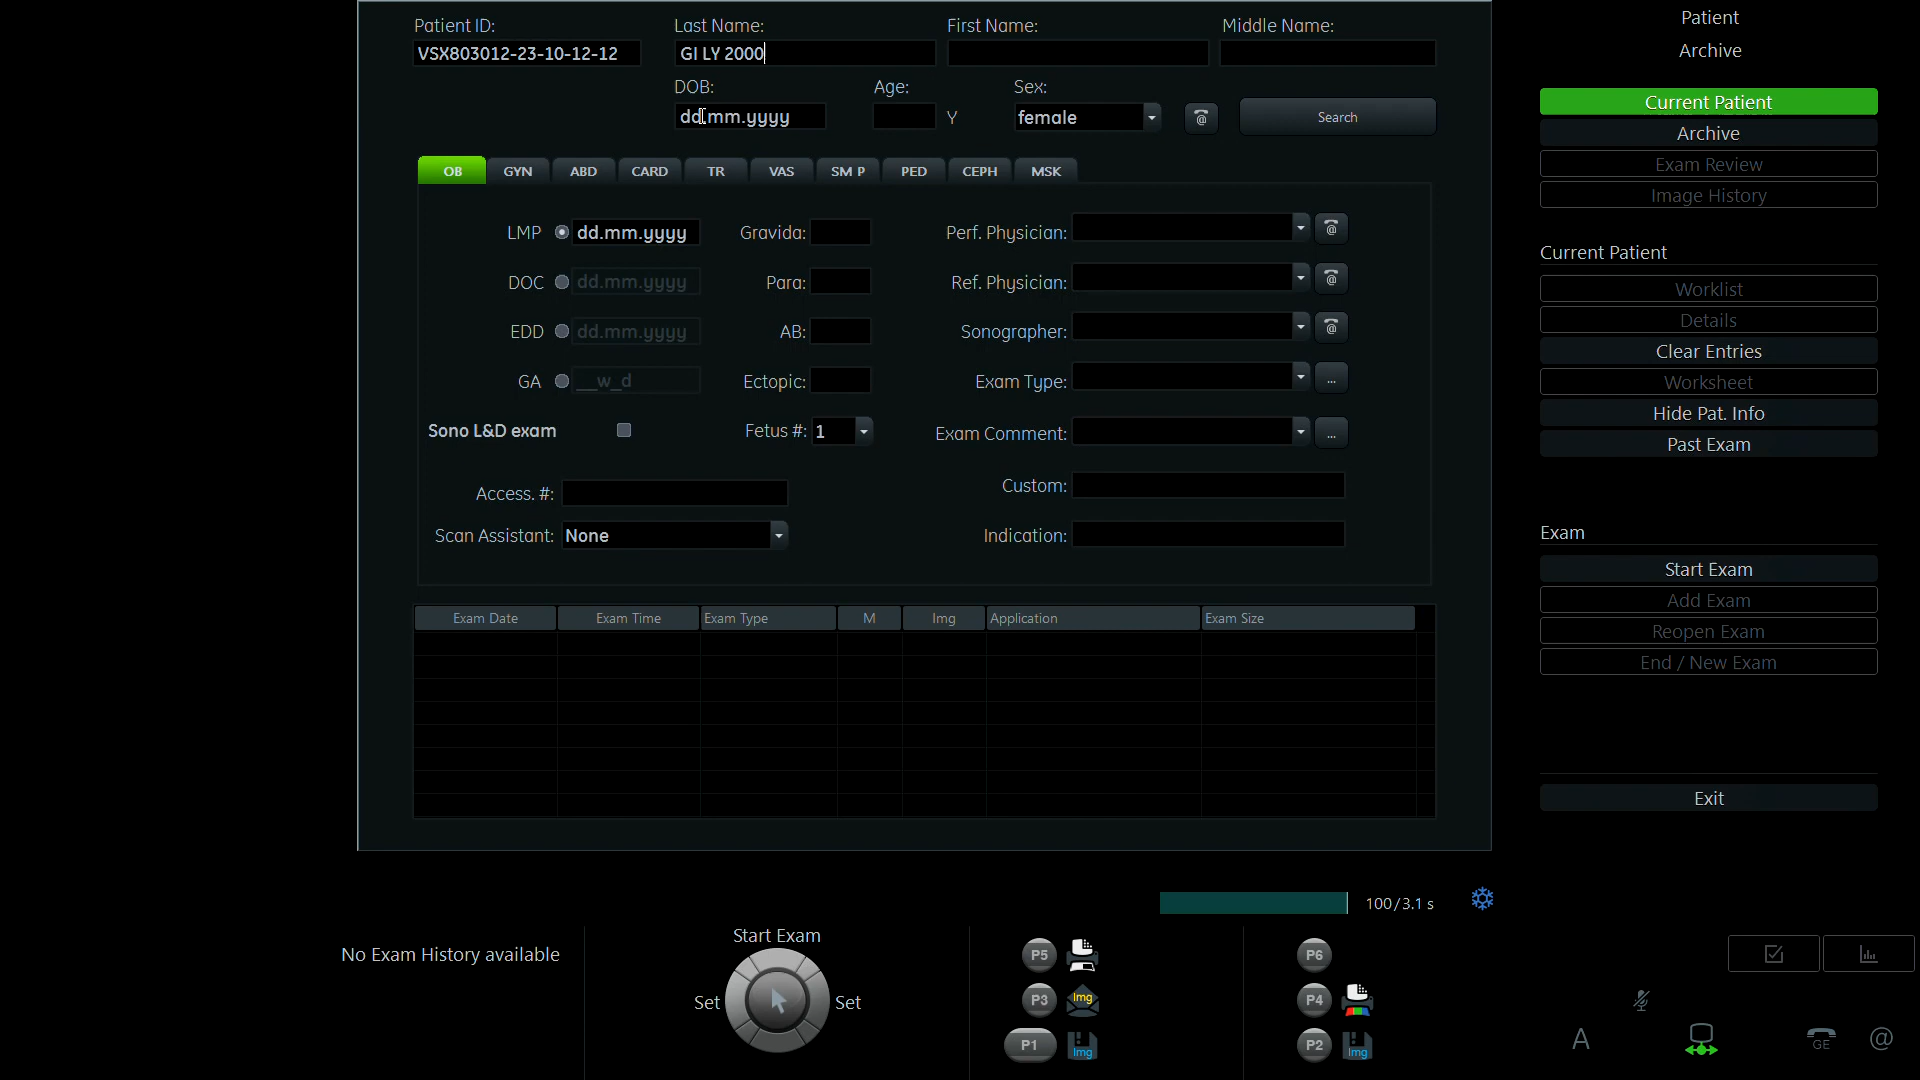 Patient ID: Last Name: First Name: Middle Name:
VSX803012-23-10-12-12 GI LY 2000
DOB: Age: Sex:
dd.mm.yyyy Y female Search
OB GYN ABD CARD TR VAS SM P PED CEPH MSK
LMP dd.mm.yyyy Gravida: Perf. Physician:
DOC dd.mm.yyyy Para: Ref. Physician:
EDD dd.mm.yyyy AB: Sonographer:
GA __w_d Ectopic: Exam Type: ...
Sono L&D exam Fetus #: 1 Exam Comment: ...
Access. #: Custom:
Scan Assistant: None Indication:
Exam Date Exam Time Exam Type M Img Application Exam Size
Patient
Archive
Current Patient
Archive
Exam Review
Image History
Current Patient
Worklist
Details
Clear Entries
Worksheet
Hide Pat. Info
Past Exam
Exam
Start Exam
Add Exam
Reopen Exam
End / New Exam
Exit
100/3.1 s
No Exam History available
Start Exam
Set Set
P5 P6
P3 Img P4
P1 Img P2 Img
A GE @